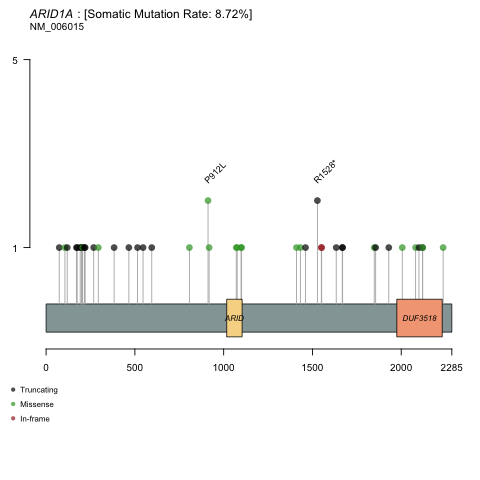 ARID1A : [Somatic Mutation Rate: 8.72%]
NM_006015
5
P912L
R1528*
1
ARID
DUF3518
0 500 1000 1500 2000 2285
Truncating
Missense
In-frame